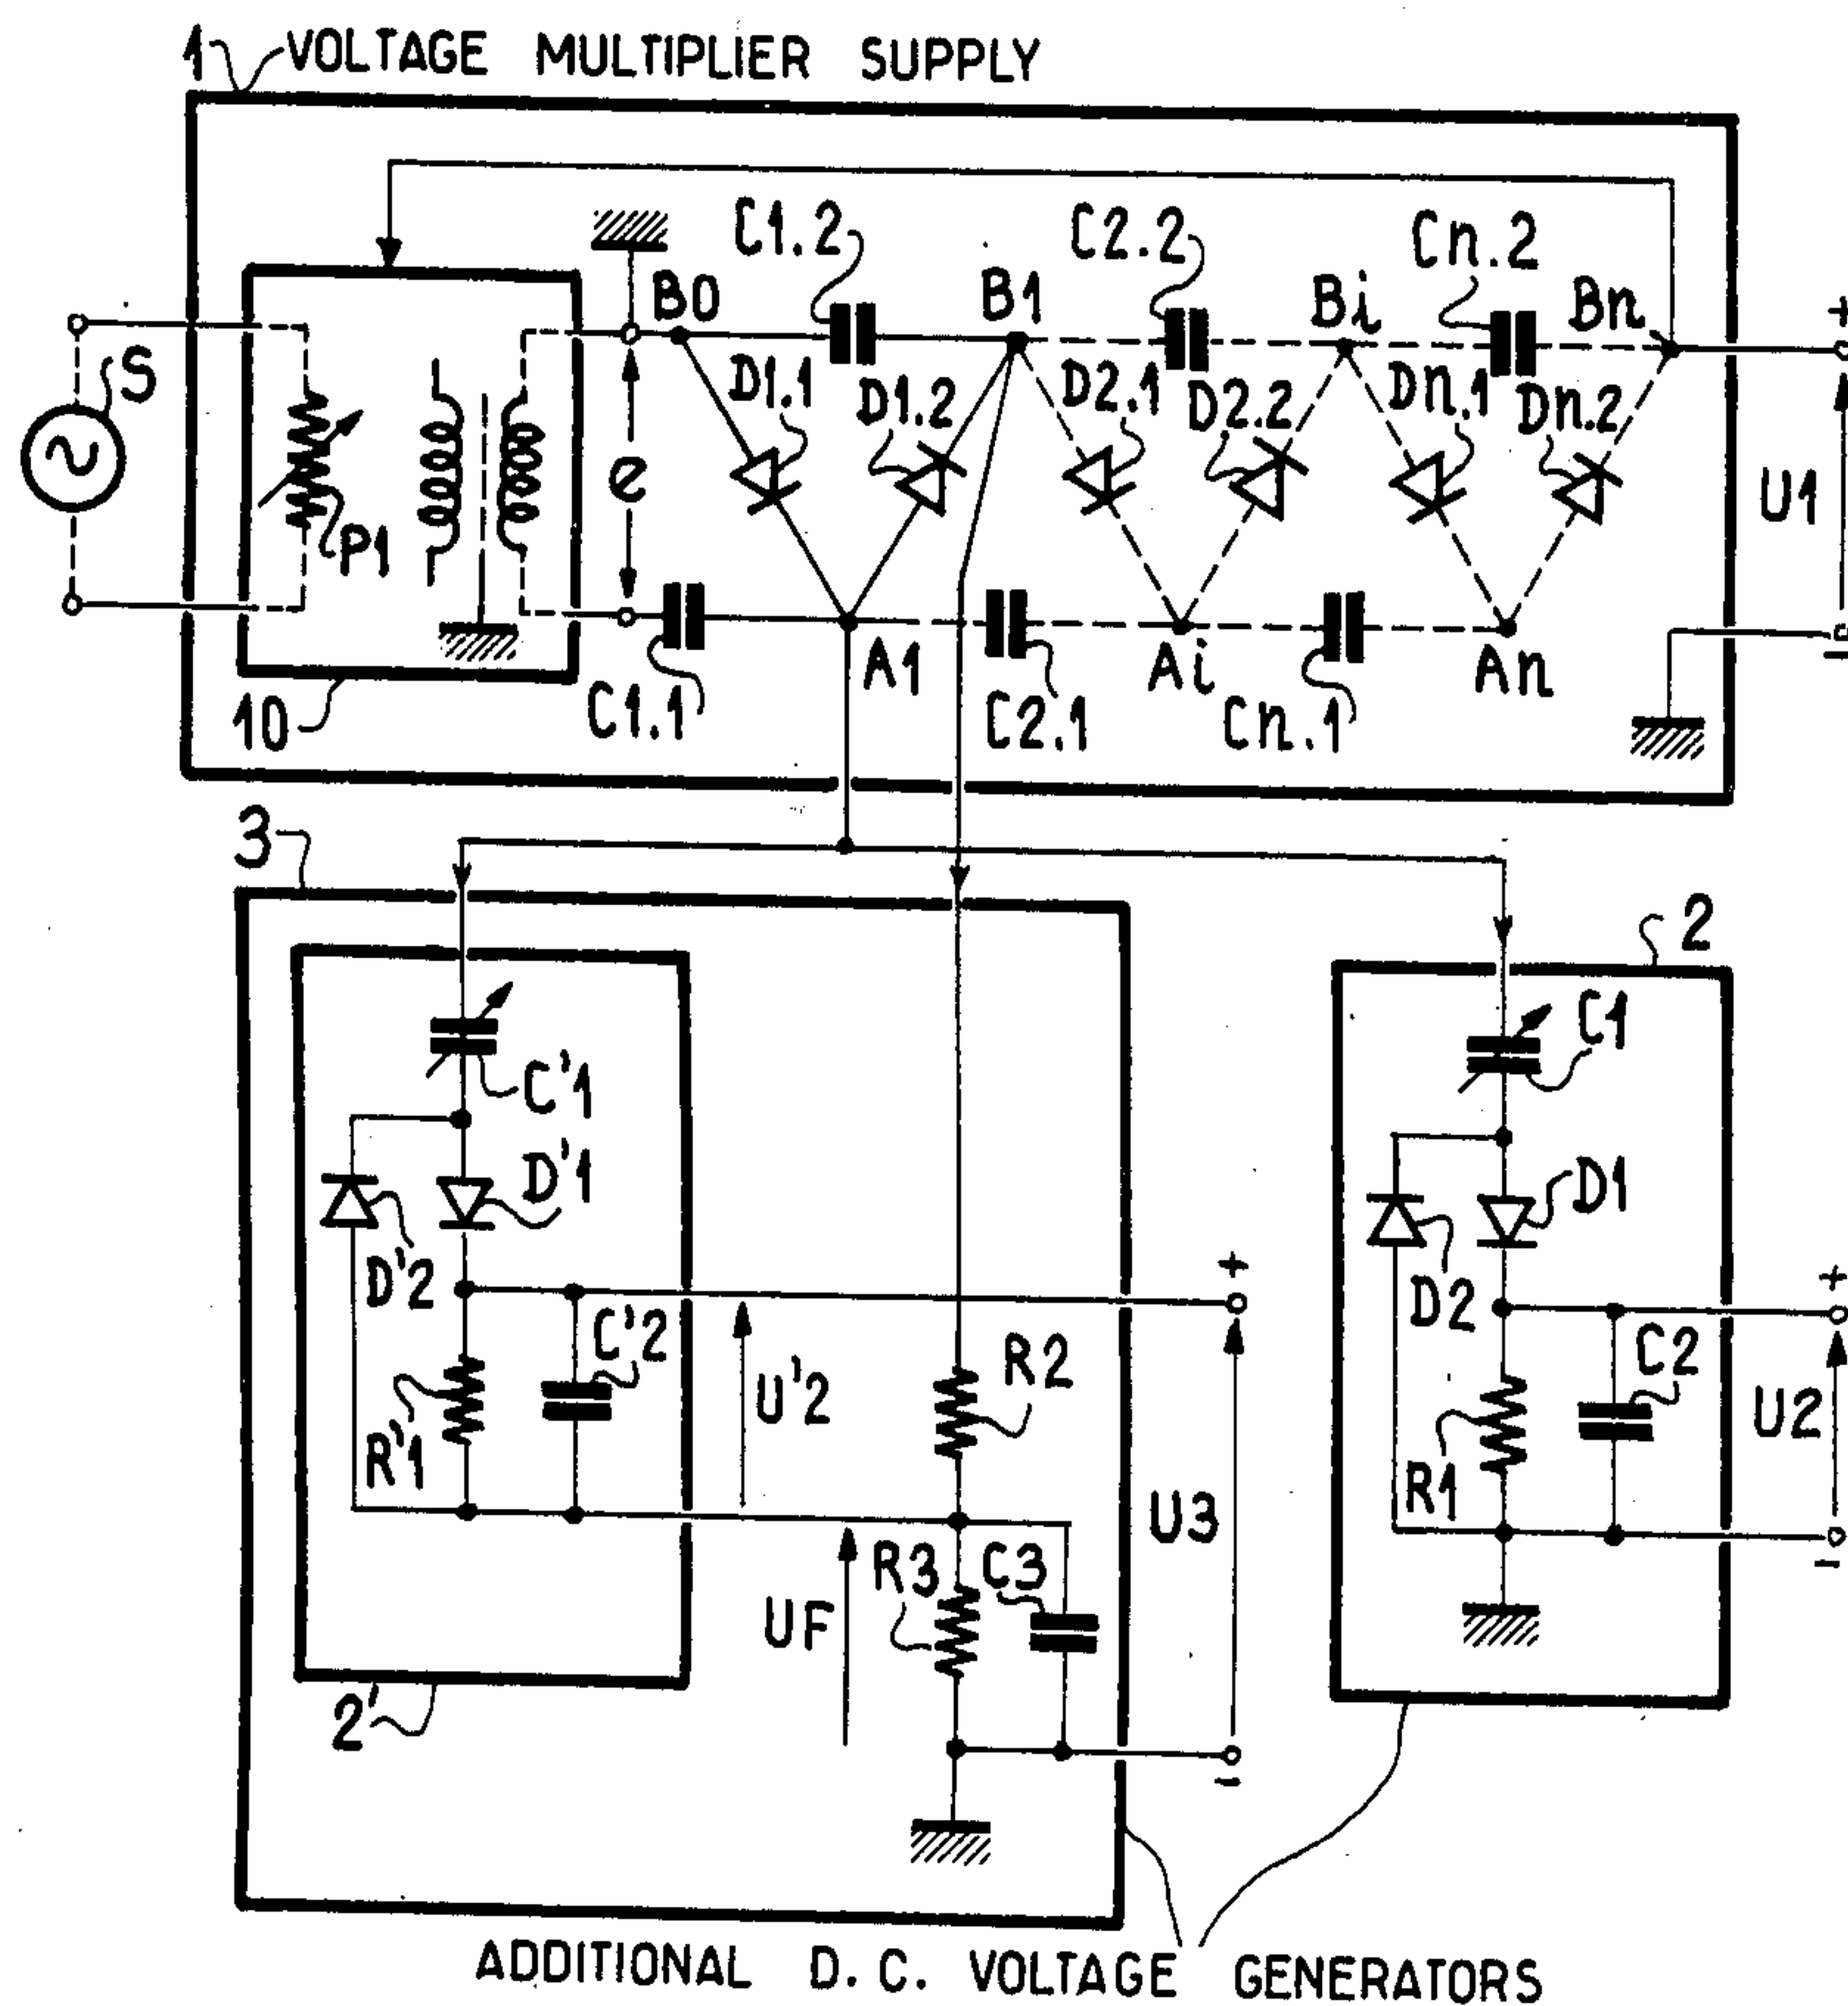 1 VOLTAGE MULTIPLIER SUPPLY
C1.2
C2.2
Cn.2
B0
B1
Bi
Bn
+
S
D1.1
D1.2
D2.1
D2.2
Dn.1
Dn.2
e
P1
U1
10
C1.1
A1
C2.1
Ai
Cn.1
An
-
3
2
C'1
C1
D'1
D1
D'2
D2
+
+
C'2
C2
R'1
U'2
R2
R1
U2
U3
UF
R3
C3
-
2'
-
ADDITIONAL D.C. VOLTAGE GENERATORS